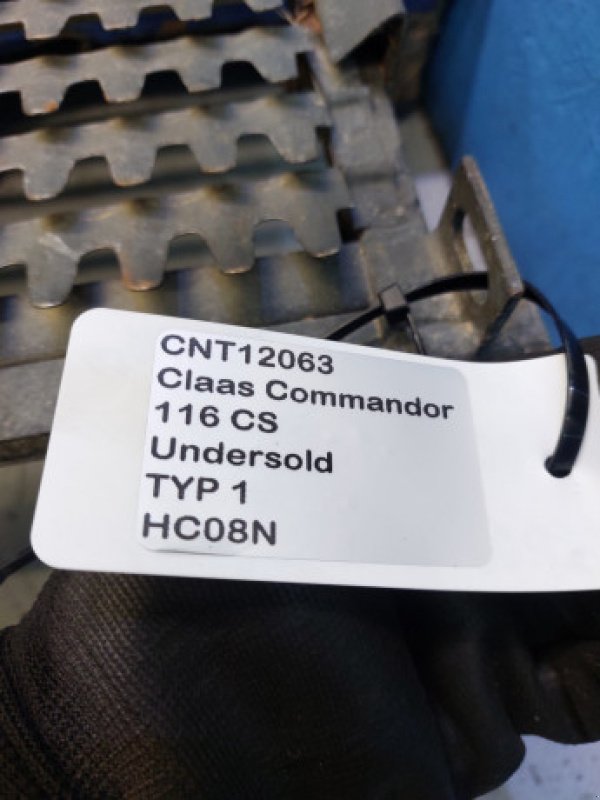 CNT12063
Claas Commandor
116 CS
Undersold
TYP 1
HC08N